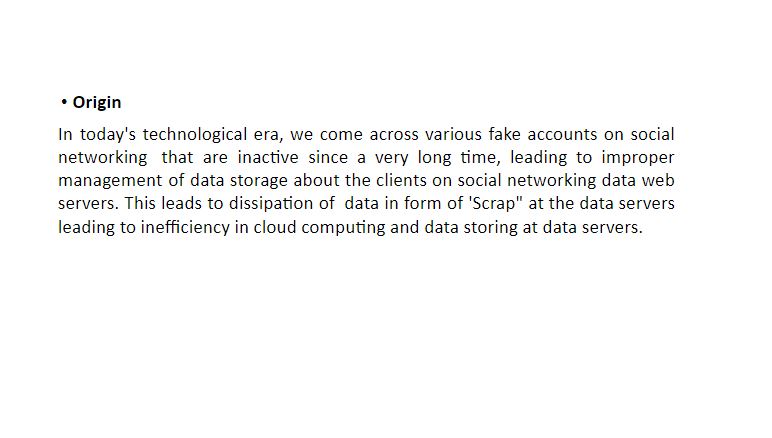 • Origin
In today's technological era, we come across various fake accounts on social
networking that are inactive since a very long time, leading to improper
management of data storage about the clients on social networking data web
servers. This leads to dissipation of data in form of 'Scrap" at the data servers
leading to inefficiency in cloud computing and data storing at data servers.